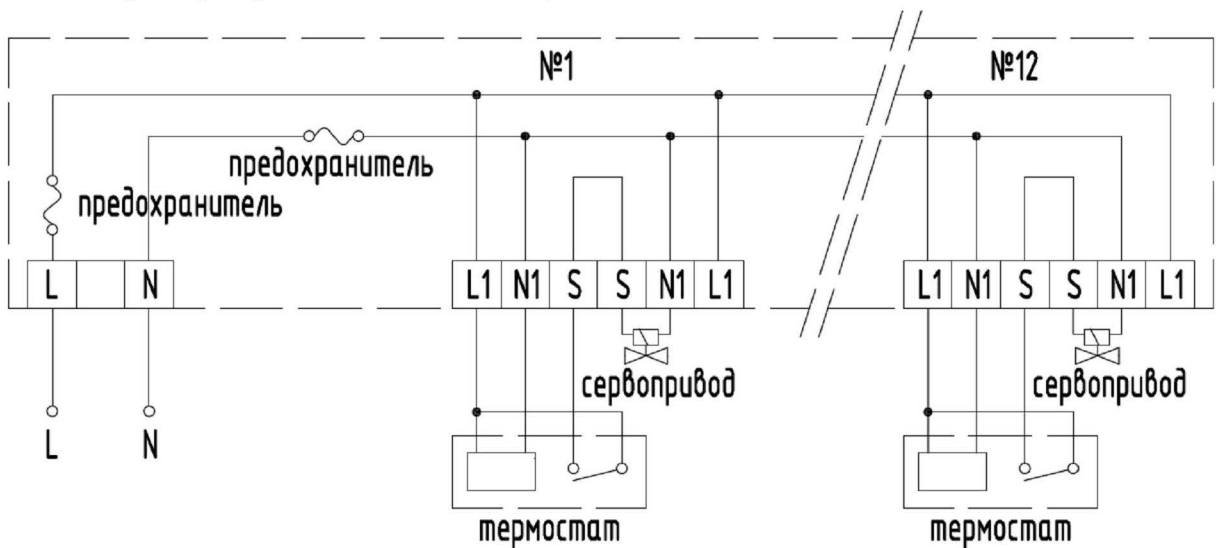 №1 №12
предохранитель
предохранитель
L N L1 N1 S S N1 L1 L1 N1 S S N1 L1
сервопривод сервопривод
L N
термостат термостат